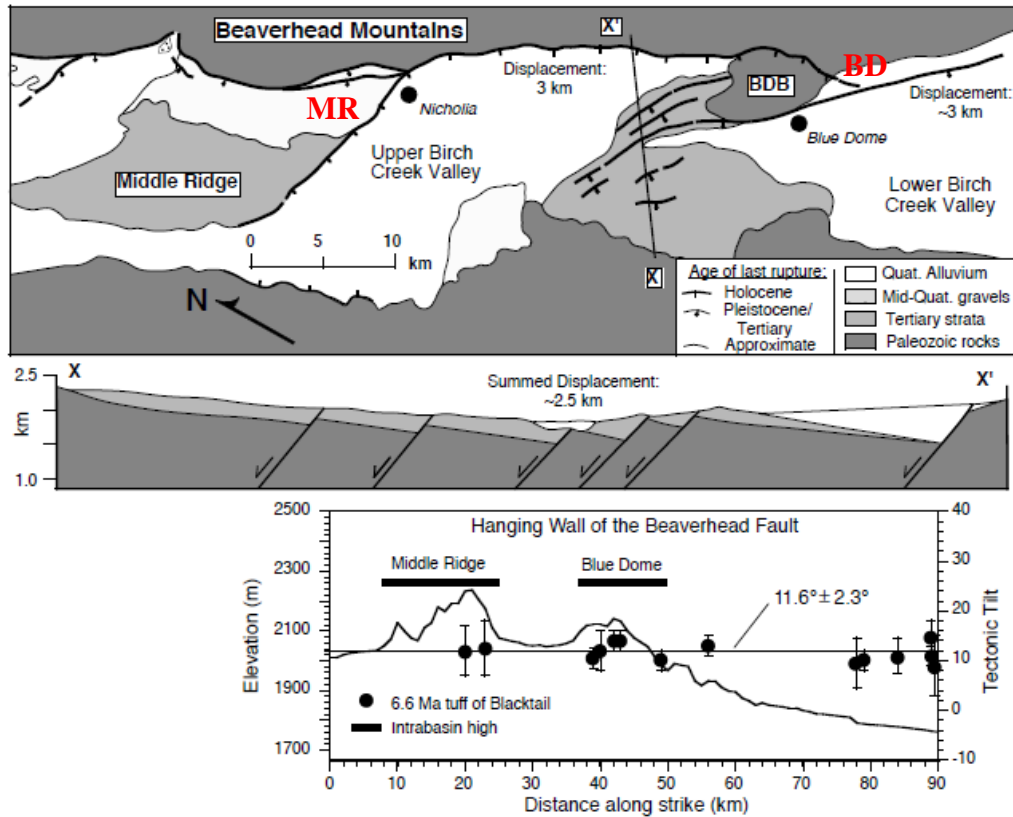 Beaverhead Mountains
X'
BD
Displacement:
3 km
BDB
MR
Nicholia
Displacement:
~3 km
Blue Dome
Upper Birch
Creek Valley
Middle Ridge
Lower Birch
Creek Valley
0 5 10
km
N
X
Age of last rupture:
Holocene
Pleistocene/
Tertiary
Approximate
Quat. Alluvium
Mid-Quat. gravels
Tertiary strata
Paleozoic rocks
2.5
X
Summed Displacement:
~2.5 km
X'
km
1.0
2500
2300
2100
1900
1700
Elevation (m)
Hanging Wall of the Beaverhead Fault
Middle Ridge
Blue Dome
11.6°± 2.3°
6.6 Ma tuff of Blacktail
Intrabasin high
40
30
20
10
0
-10
Tectonic Tilt
0 10 20 30 40 50 60 70 80 90
Distance along strike (km)